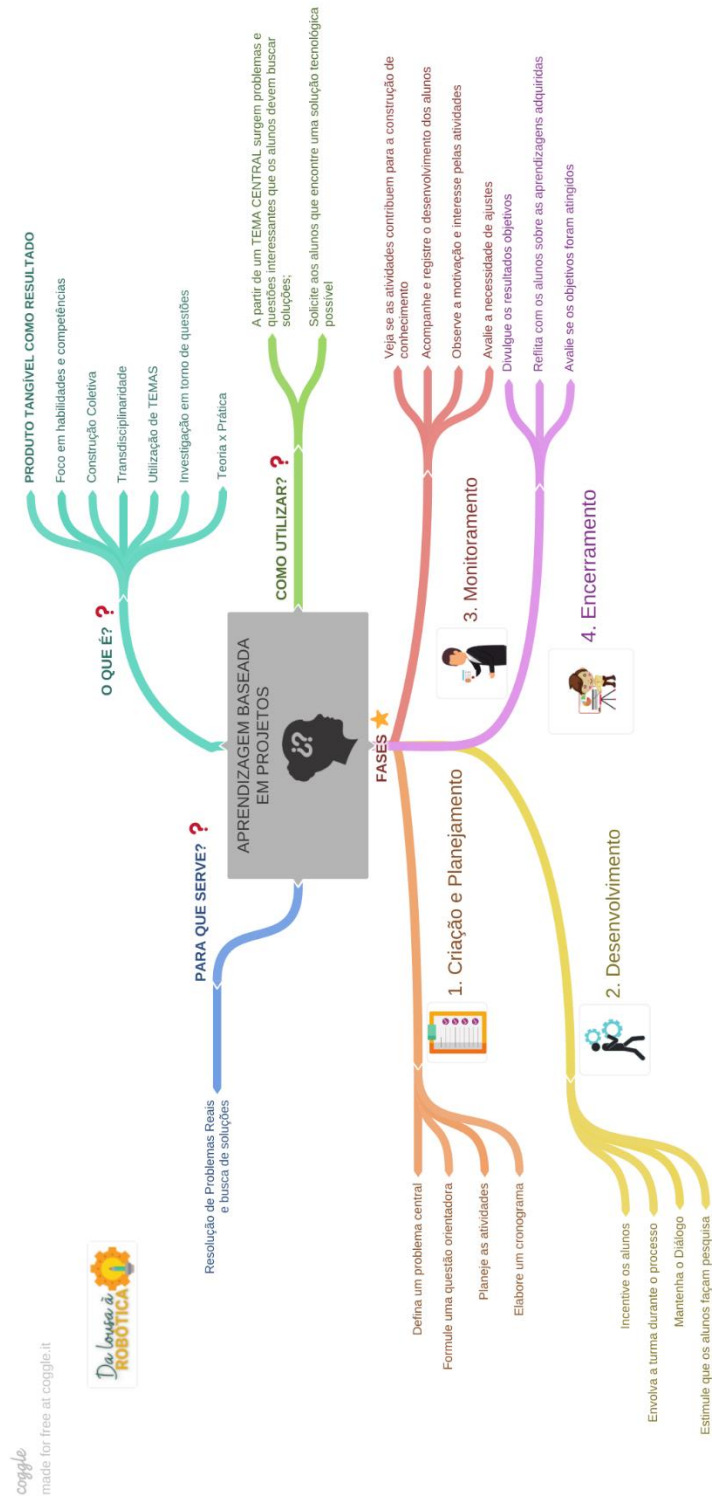 coggle
made for free at coggle.it
Da lousa à
ROBÓTICA
APRENDIZAGEM BASEADA
EM PROJETOS
PARA QUE SERVE? ?
Resolução de Problemas Reais
e busca de soluções
O QUE É? ?
PRODUTO TANGÍVEL COMO RESULTADO
Foco em habilidades e competências
Construção Coletiva
Transdisciplinaridade
Utilização de TEMAS
Investigação em torno de questões
Teoria x Prática
COMO UTILIZAR? ?
A partir de um TEMA CENTRAL surgem problemas e
questões interessantes que os alunos devem buscar
soluções;
Solicite aos alunos que encontre uma solução tecnológica
possível
FASES
1. Criação e Planejamento
Defina um problema central
Formule uma questão orientadora
Planeje as atividades
Elabore um cronograma
2. Desenvolvimento
Incentive os alunos
Envolva a turma durante o processo
Mantenha o Diálogo
Estimule que os alunos façam pesquisa
3. Monitoramento
Veja se as atividades contribuem para a construção de
conhecimento
Acompanhe e registre o desenvolvimento dos alunos
Observe a motivação e interesse pelas atividades
Avalie a necessidade de ajustes
4. Encerramento
Divulgue os resultados objetivos
Reflita com os alunos sobre as aprendizagens adquiridas
Avalie se os objetivos foram atingidos